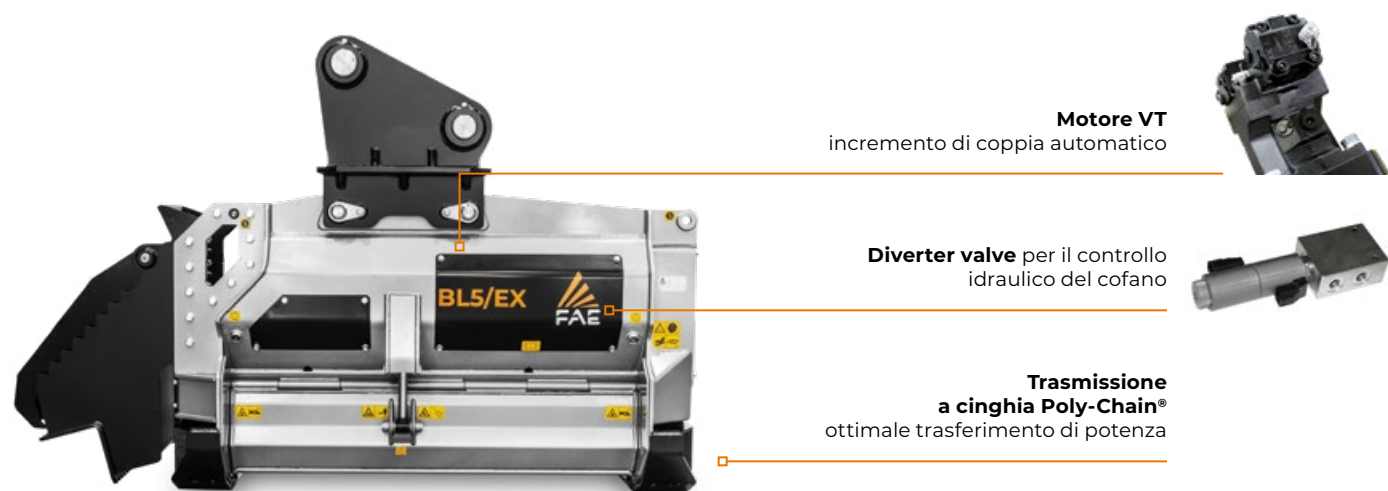 Motore VT
incremento di coppia automatico
Diverter valve per il controllo
idraulico del cofano
BL5/EX
FAE
Trasmissione
a cinghia Poly-Chain®
ottimale trasferimento di potenza